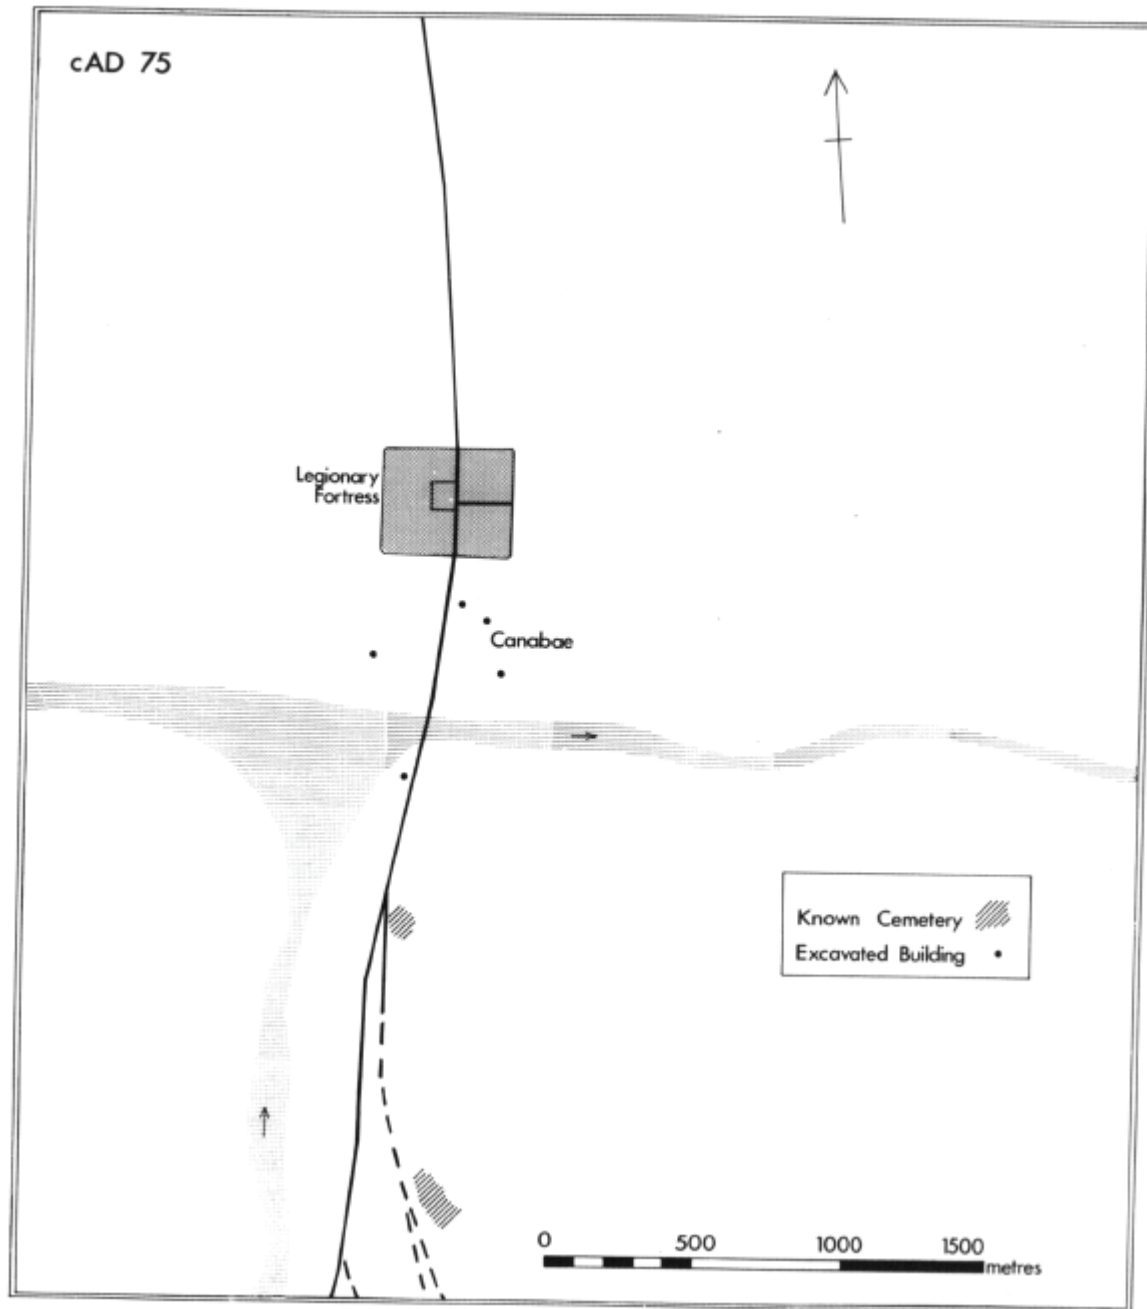 cAD 75
Legionary
Fortress
Canabae
Known Cemetery
Excavated Building
0 500 1000 1500
metres